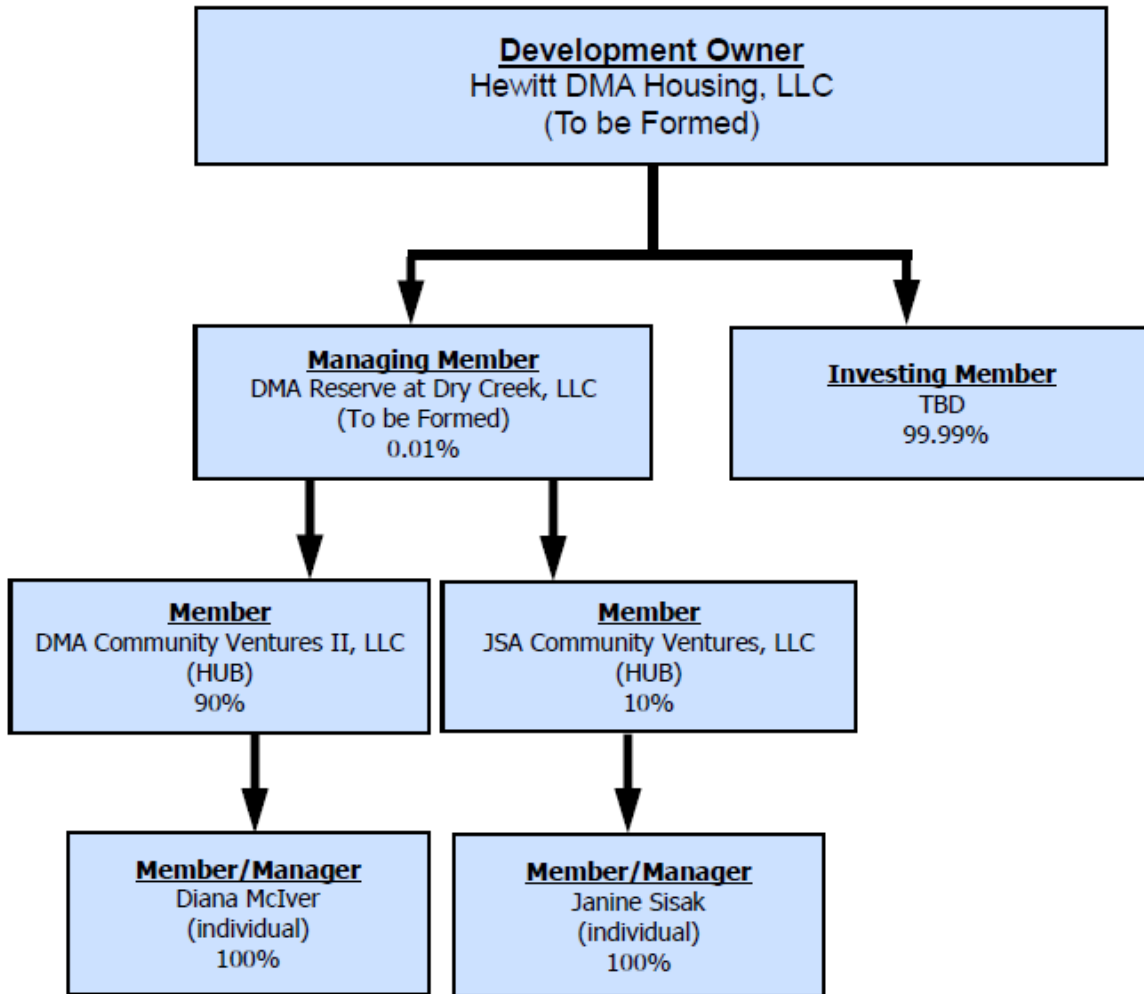 Development Owner
Hewitt DMA Housing, LLC
(To be Formed)
Managing Member
DMA Reserve at Dry Creek, LLC
(To be Formed)
0.01%
Investing Member
TBD
99.99%
Member
DMA Community Ventures II, LLC
(HUB)
90%
Member
JSA Community Ventures, LLC
(HUB)
10%
Member/Manager
Diana McIver
(individual)
100%
Member/Manager
Janine Sisak
(individual)
100%